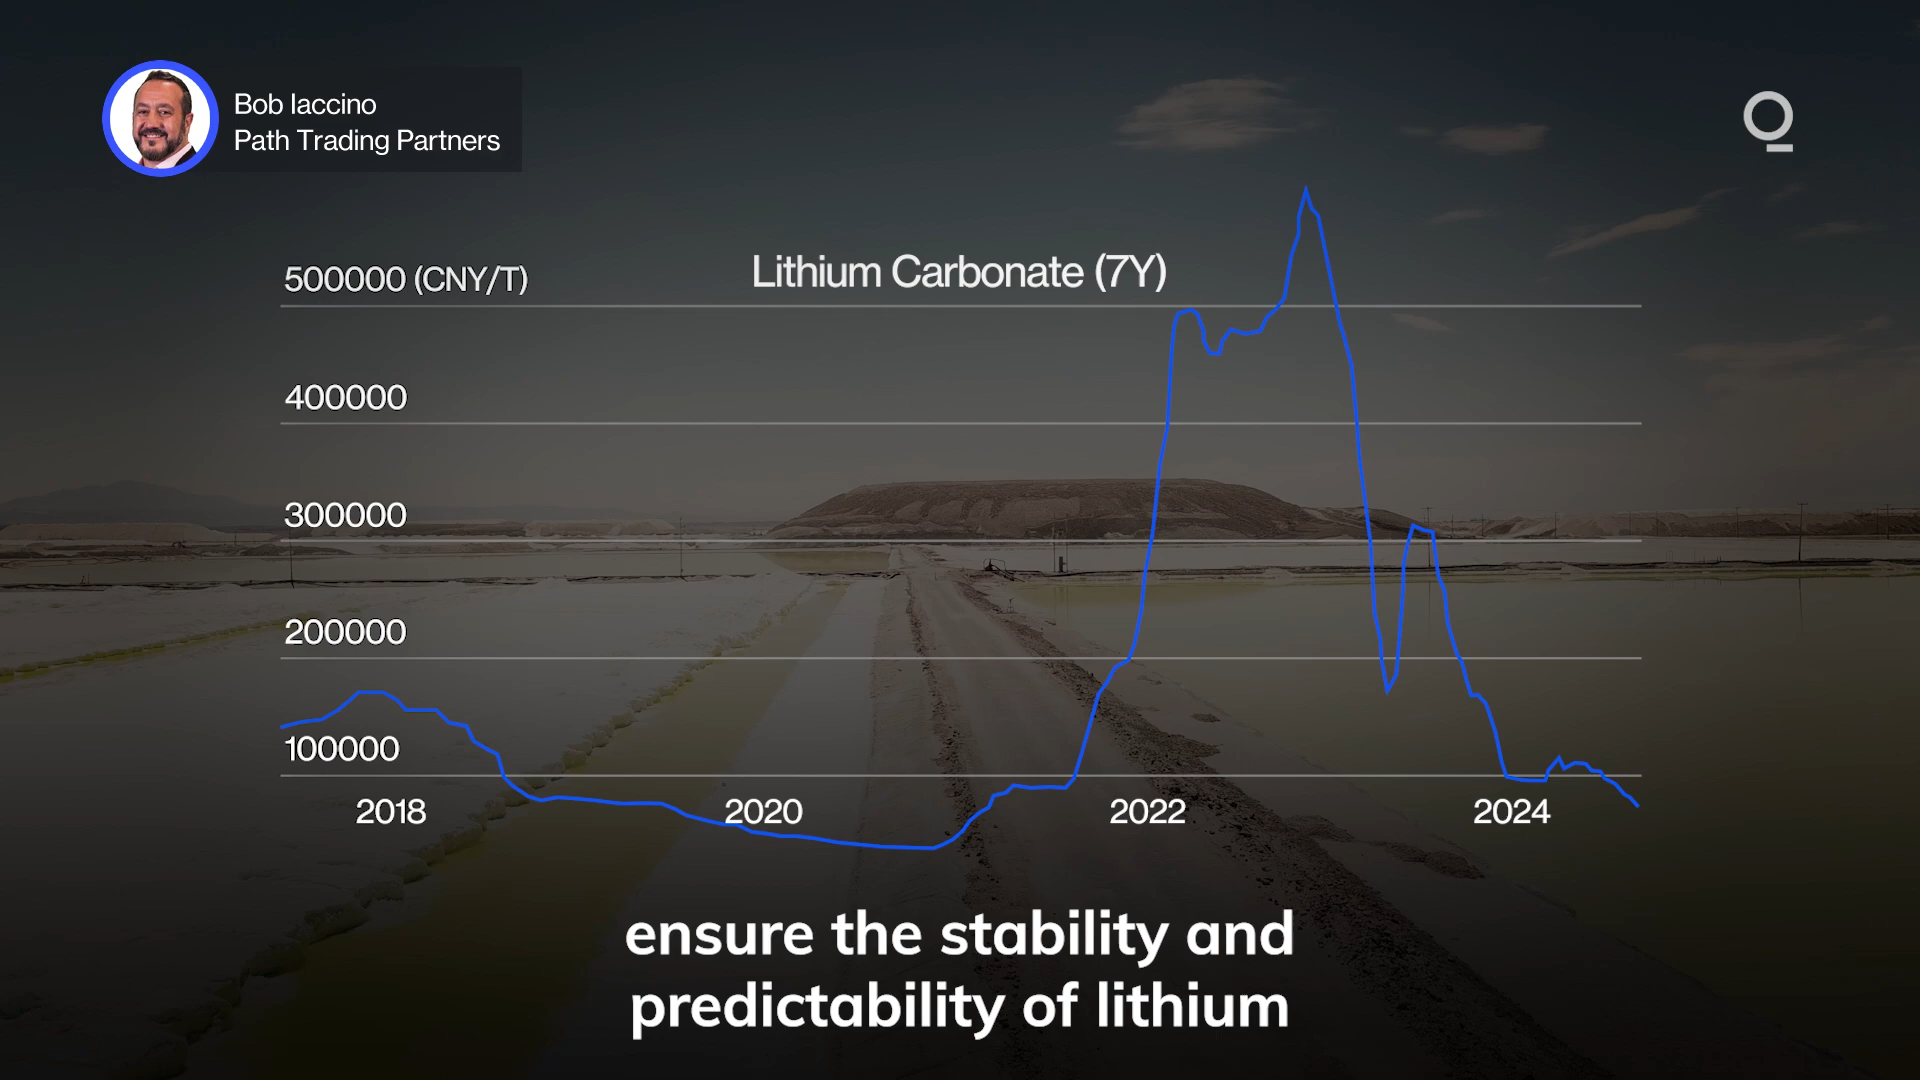 Bob Iaccino
Path Trading Partners
500000 (CNY/T)
Lithium Carbonate (7Y)
400000
300000
200000
100000
2018
2020
2022
2024
ensure the stability and
predictability of lithium